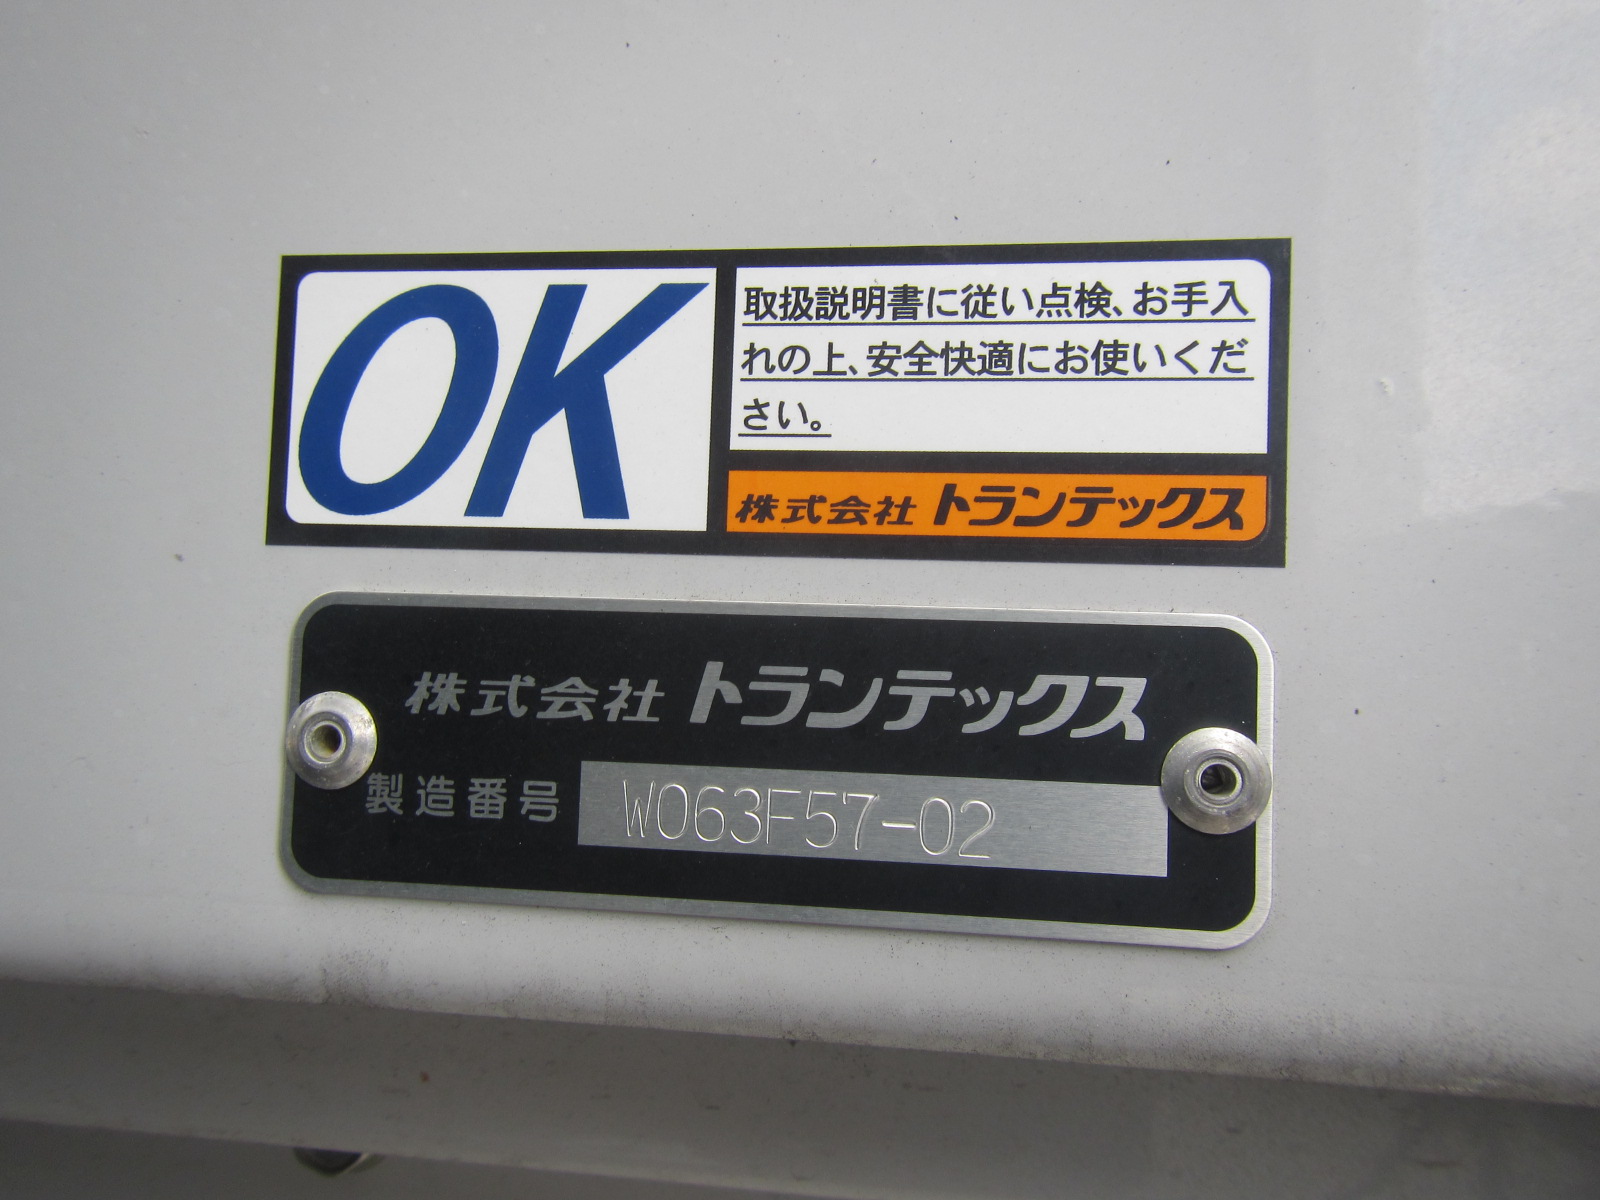 OK
取扱説明書に従い点検、お手入
れの上、安全快適にお使いくだ
さい。
株式会社 トランテックス
株式会社 トランテックス
製造番号 W063F57-02